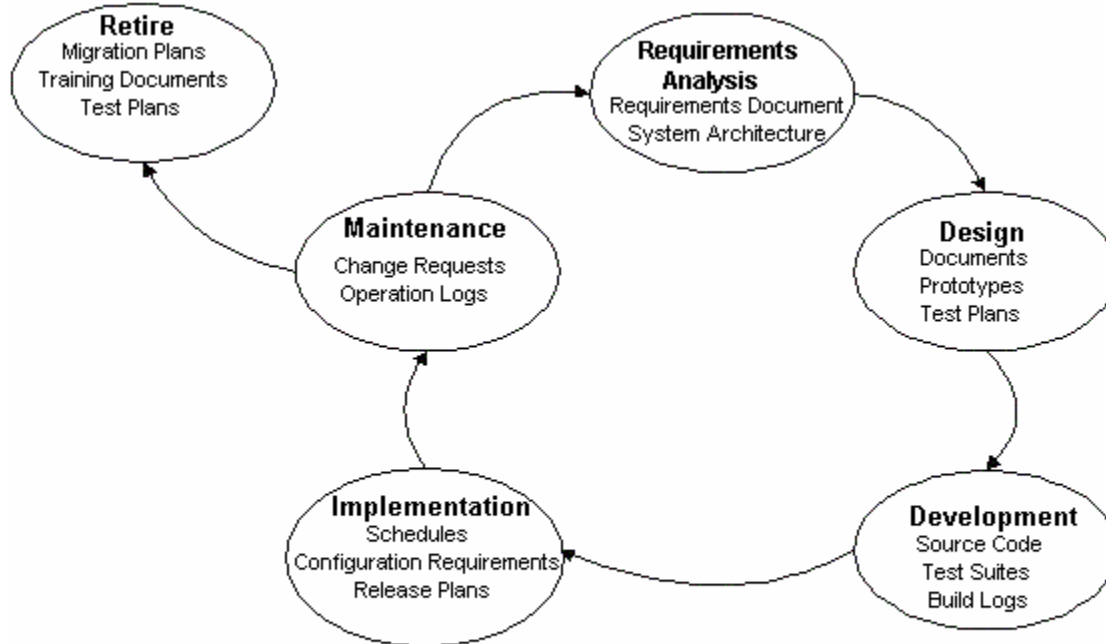 Retire
Migration Plans
Training Documents
Test Plans
Requirements
Analysis
Requirements Document
System Architecture
Maintenance
Change Requests
Operation Logs
Design
Documents
Prototypes
Test Plans
Implementation
Schedules
Configuration Requirements
Release Plans
Development
Source Code
Test Suites
Build Logs